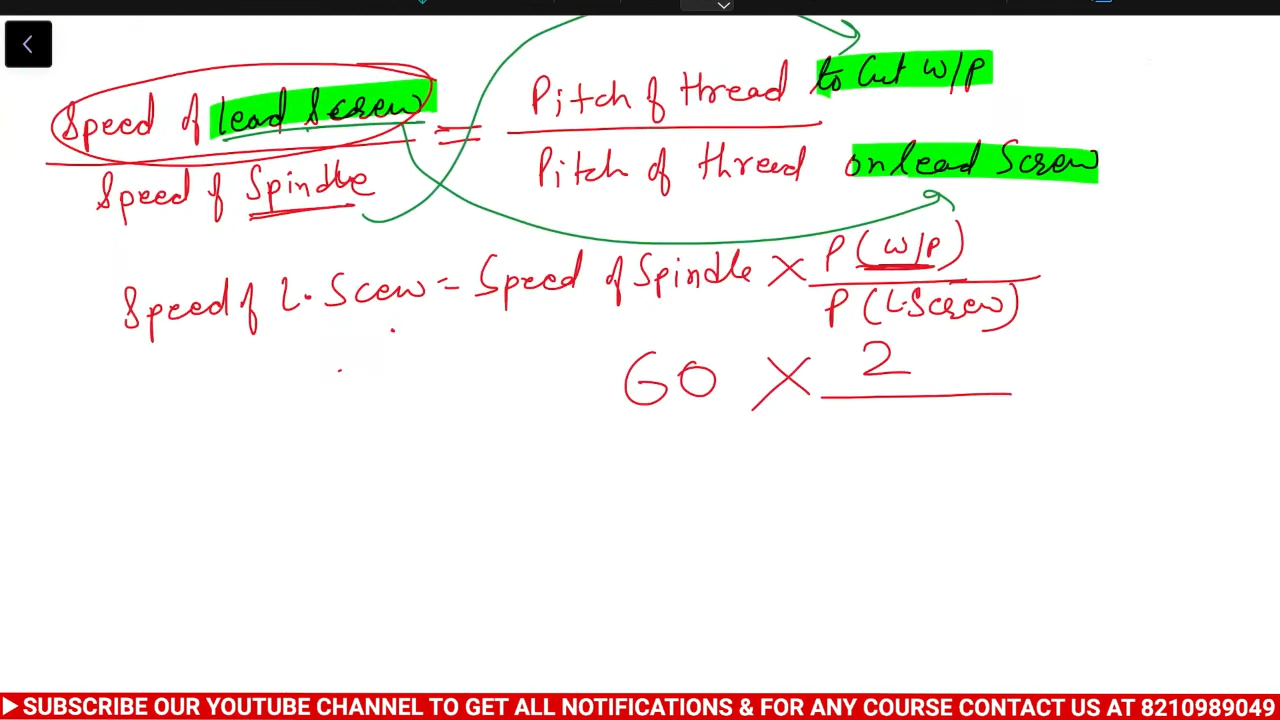 Speed of lead Screw = Pitch of thread to Cut W/P
Speed of Spindle Pitch of thread on lead Screw
Speed of L. Scew = Speed of Spindle × P (W/P)
P (L.Screw)
60 × 2
▶ SUBSCRIBE OUR YOUTUBE CHANNEL TO GET ALL NOTIFICATIONS & FOR ANY COURSE CONTACT US AT 8210989049